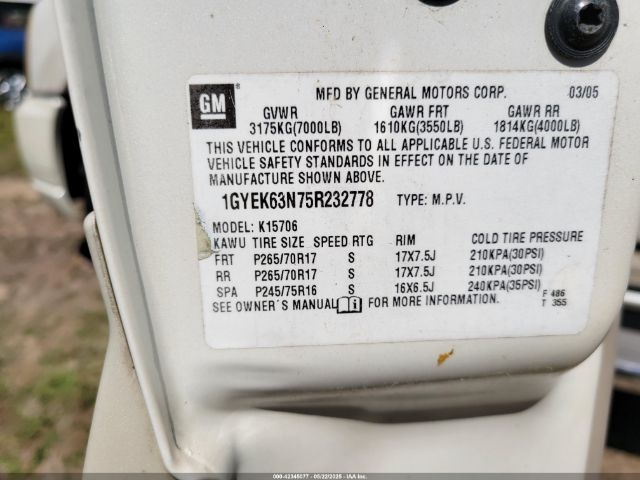 GM
MFD BY GENERAL MOTORS CORP. 03/05
GVWR GAWR FRT GAWR RR
3175KG(7000LB) 1610KG(3550LB) 1814KG(4000LB)
THIS VEHICLE CONFORMS TO ALL APPLICABLE U.S. FEDERAL MOTOR
VEHICLE SAFETY STANDARDS IN EFFECT ON THE DATE OF
MANUFACTURE SHOWN ABOVE.
1GYEK63N75R232778 TYPE: M.P.V.
MODEL: K15706
KAWU TIRE SIZE SPEED RTG RIM COLD TIRE PRESSURE
FRT P265/70R17 S 17X7.5J 210KPA(30PSI)
RR P265/70R17 S 17X7.5J 210KPA(30PSI)
SPA P245/75R16 S 16X6.5J 240KPA(35PSI)
SEE OWNER'S MANUAL i FOR MORE INFORMATION.
F 486
T 355
000-42345077 - 05/22/2025 - IAA Inc.